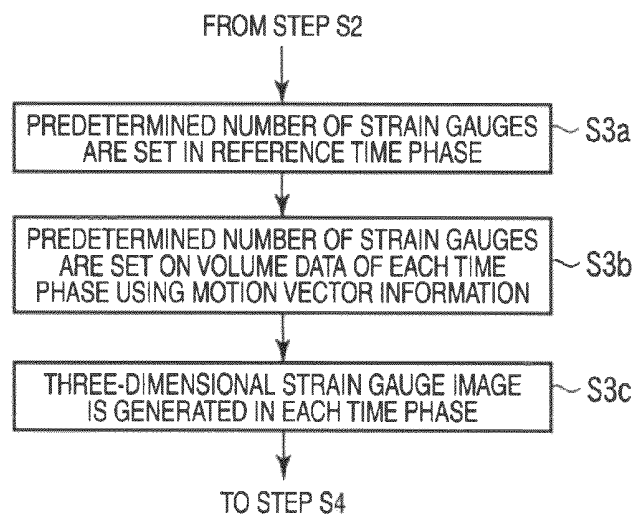 FROM STEP S2
PREDETERMINED NUMBER OF STRAIN GAUGES
ARE SET IN REFERENCE TIME PHASE
S3a
PREDETERMINED NUMBER OF STRAIN GAUGES
ARE SET ON VOLUME DATA OF EACH TIME
PHASE USING MOTION VECTOR INFORMATION
S3b
THREE-DIMENSIONAL STRAIN GAUGE IMAGE
IS GENERATED IN EACH TIME PHASE
S3c
TO STEP S4